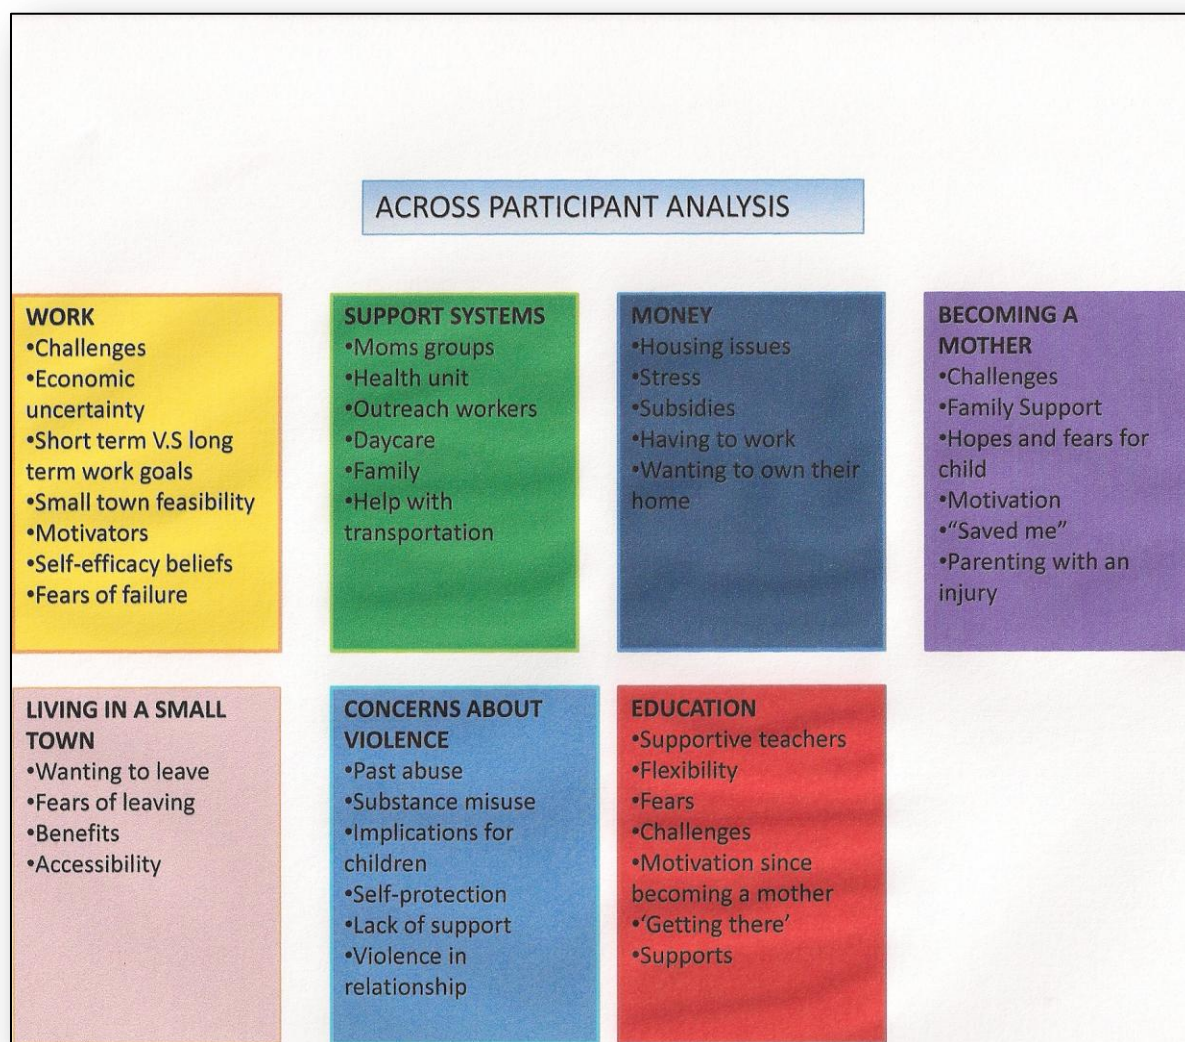 ACROSS PARTICIPANT ANALYSIS
WORK
•Challenges
•Economic
uncertainty
•Short term V.S long
term work goals
•Small town feasibility
•Motivators
•Self-efficacy beliefs
•Fears of failure
SUPPORT SYSTEMS
•Moms groups
•Health unit
•Outreach workers
•Daycare
•Family
•Help with
transportation
MONEY
•Housing issues
•Stress
•Subsidies
•Having to work
•Wanting to own their
home
BECOMING A
MOTHER
•Challenges
•Family Support
•Hopes and fears for
child
•Motivation
•“Saved me”
•Parenting with an
injury
LIVING IN A SMALL
TOWN
•Wanting to leave
•Fears of leaving
•Benefits
•Accessibility
CONCERNS ABOUT
VIOLENCE
•Past abuse
•Substance misuse
•Implications for
children
•Self-protection
•Lack of support
•Violence in
relationship
EDUCATION
•Supportive teachers
•Flexibility
•Fears
•Challenges
•Motivation since
becoming a mother
•‘Getting there’
•Supports